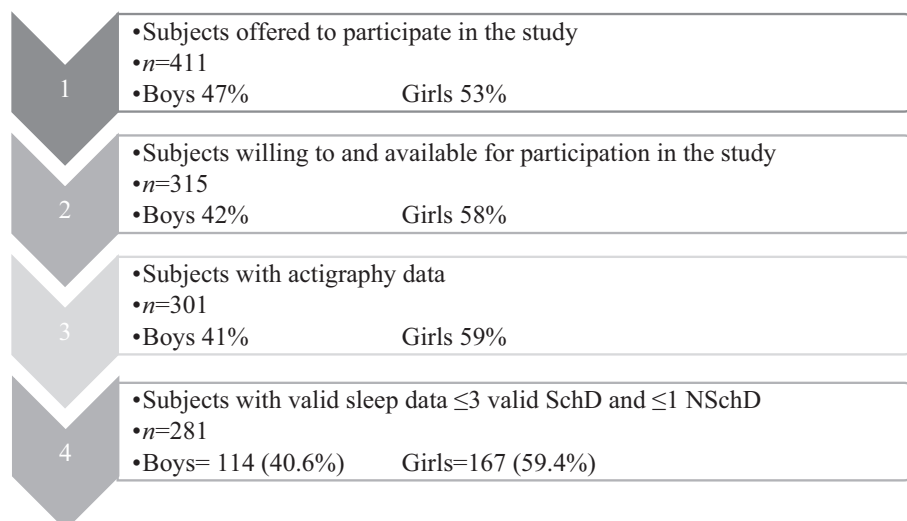 1
•Subjects offered to participate in the study
•n=411
•Boys 47% Girls 53%
2
•Subjects willing to and available for participation in the study
•n=315
•Boys 42% Girls 58%
3
•Subjects with actigraphy data
•n=301
•Boys 41% Girls 59%
4
•Subjects with valid sleep data ≤3 valid SchD and ≤1 NSchD
•n=281
•Boys= 114 (40.6%) Girls=167 (59.4%)